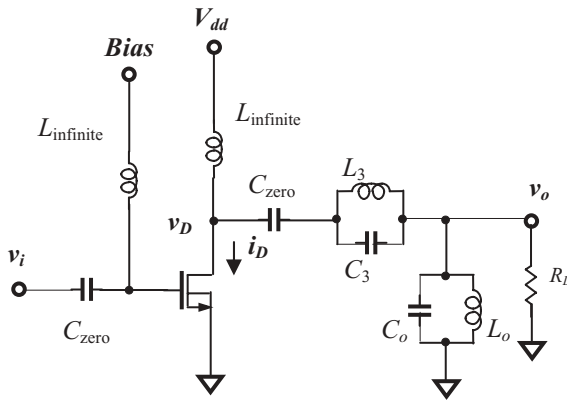 V_dd
Bias
L_infinite
L_infinite
L_3
C_zero
v_o
v_D
i_D
C_3
v_i
R_L
C_zero
C_o
L_o